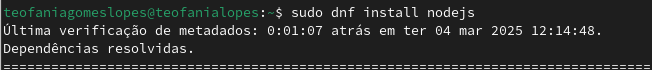 teofaniagomeslopes@teofanialopes:~$ sudo dnf install nodejs
Última verificação de metadados: 0:01:07 atrás em ter 04 mar 2025 12:14:48.
Dependências resolvidas.
================================================================================